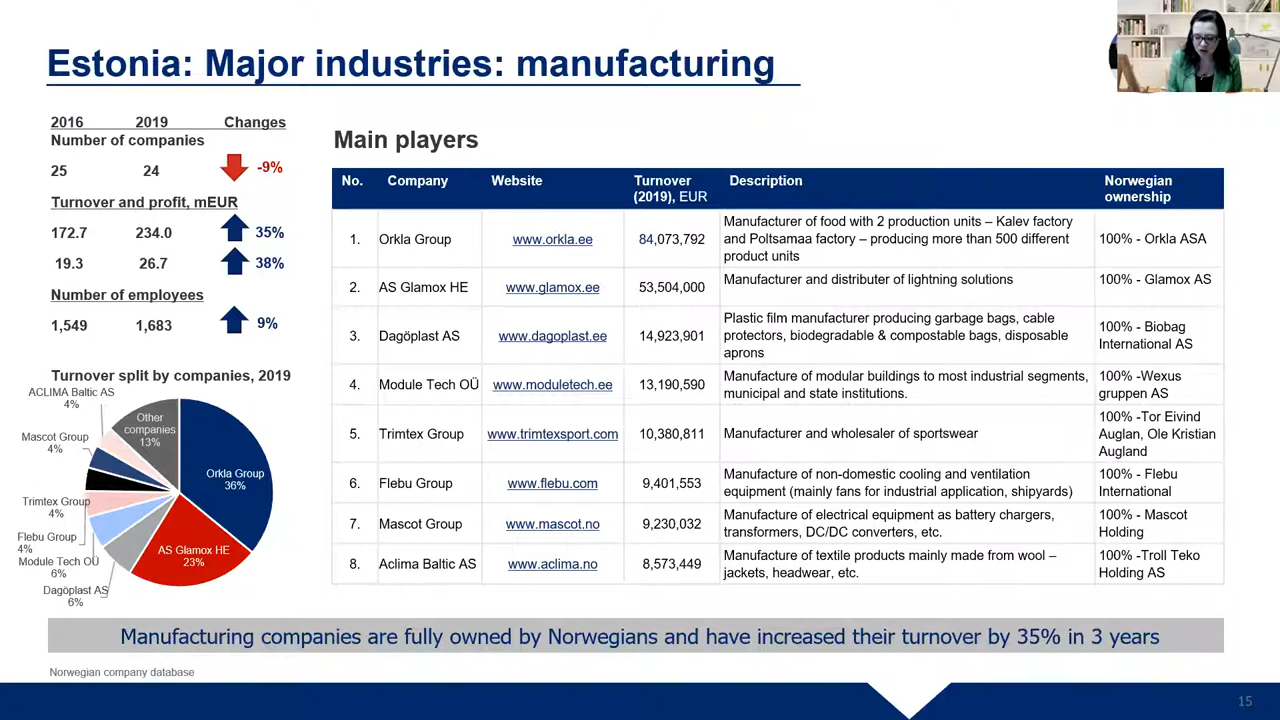 Estonia: Major industries: manufacturing
2016 2019 Changes
Number of companies
25 24 -9%
Turnover and profit, mEUR
172.7 234.0 35%
19.3 26.7 38%
Number of employees
1,549 1,683 9%
Turnover split by companies, 2019
ACLIMA Baltic AS
4%
Mascot Group
4%
Trimtex Group
4%
Flebu Group
4%
Module Tech OÜ
6%
Dagöplast AS
6%
Other
companies
13%
Orkla Group
36%
AS Glamox HE
23%
Main players
No. Company Website Turnover (2019), EUR Description Norwegian ownership
1. Orkla Group www.orkla.ee 84,073,792 Manufacturer of food with 2 production units – Kalev factory and Poltsamaa factory – producing more than 500 different product units 100% - Orkla ASA
2. AS Glamox HE www.glamox.ee 53,504,000 Manufacturer and distributer of lightning solutions 100% - Glamox AS
3. Dagöplast AS www.dagoplast.ee 14,923,901 Plastic film manufacturer producing garbage bags, cable protectors, biodegradable & compostable bags, disposable aprons 100% - Biobag International AS
4. Module Tech OÜ www.moduletech.ee 13,190,590 Manufacture of modular buildings to most industrial segments, municipal and state institutions. 100% -Wexus gruppen AS
5. Trimtex Group www.trimtexsport.com 10,380,811 Manufacturer and wholesaler of sportswear 100% -Tor Eivind Auglan, Ole Kristian Augland
6. Flebu Group www.flebu.com 9,401,553 Manufacture of non-domestic cooling and ventilation equipment (mainly fans for industrial application, shipyards) 100% - Flebu International
7. Mascot Group www.mascot.no 9,230,032 Manufacture of electrical equipment as battery chargers, transformers, DC/DC converters, etc. 100% - Mascot Holding
8. Aclima Baltic AS www.aclima.no 8,573,449 Manufacture of textile products mainly made from wool – jackets, headwear, etc. 100% -Troll Teko Holding AS
Manufacturing companies are fully owned by Norwegians and have increased their turnover by 35% in 3 years
Norwegian company database
15